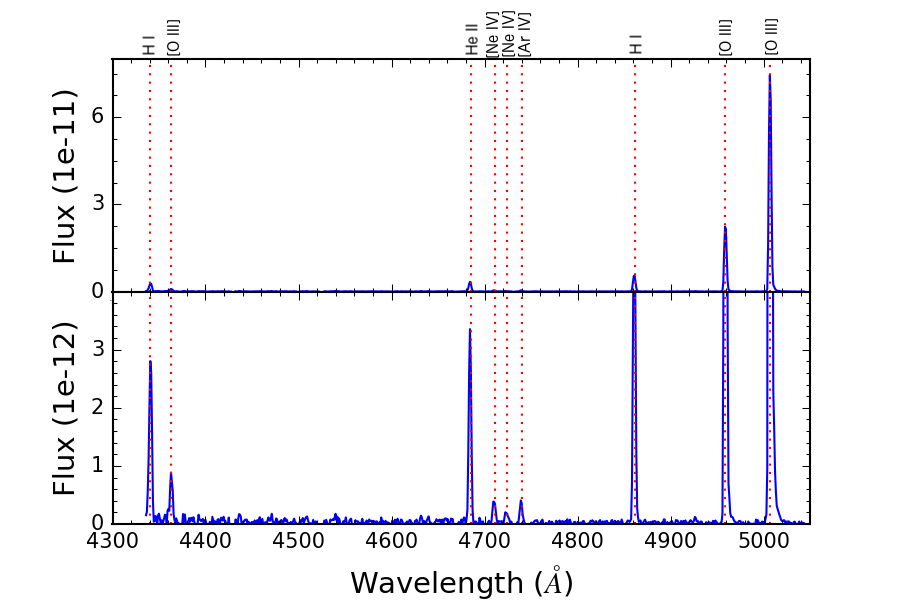 H I
[O III]
He II
[Ne IV]
[Ne IV]
[Ar IV]
H I
[O III]
[O III]
Flux (1e-11)
6
3
0
Flux (1e-12)
3
2
1
0
4300 4400 4500 4600 4700 4800 4900 5000
Wavelength (Å)